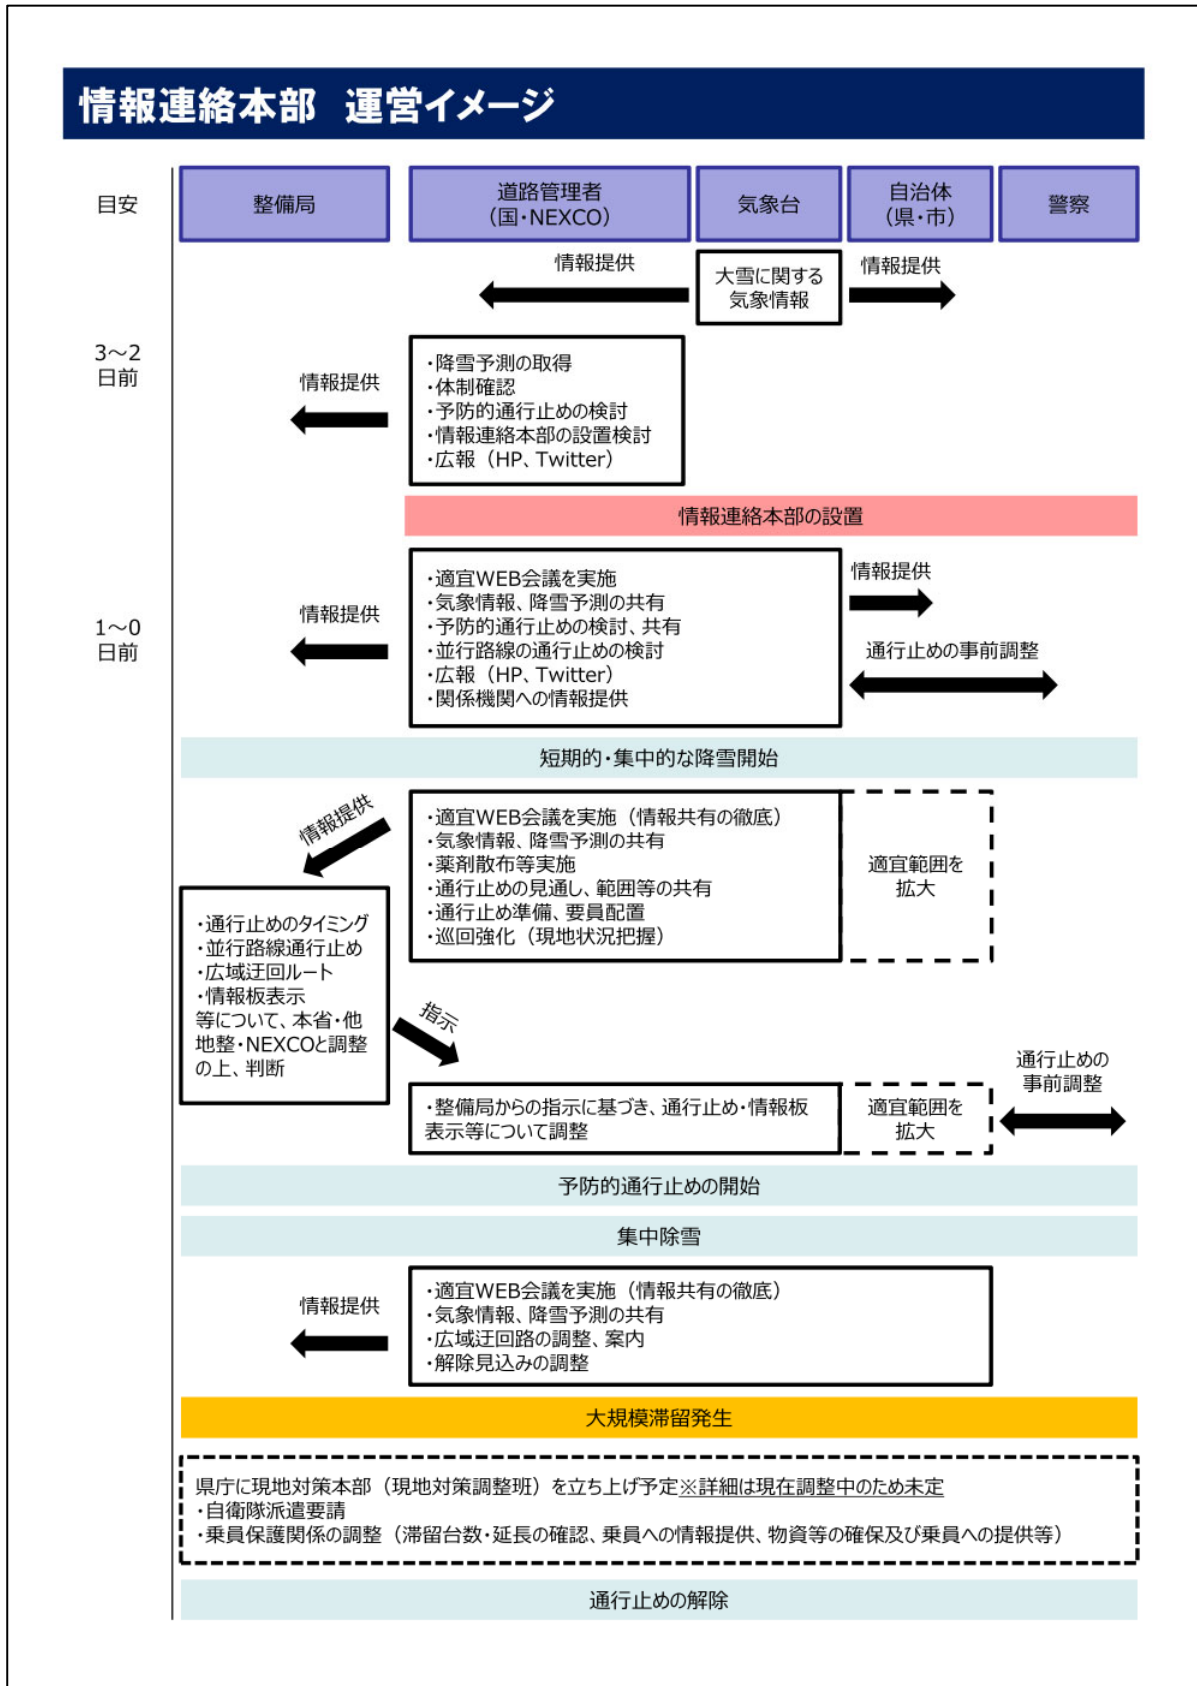 情報連絡本部　運営イメージ
目安
整備局
道路管理者
（国・NEXCO）
気象台
自治体
（県・市）
警察
情報提供
大雪に関する
気象情報
情報提供
3～2
日前
情報提供
・降雪予測の取得
・体制確認
・予防的通行止めの検討
・情報連絡本部の設置検討
・広報（HP、Twitter）
情報連絡本部の設置
1～0
日前
情報提供
・適宜WEB会議を実施
・気象情報、降雪予測の共有
・予防的通行止めの検討、共有
・並行路線の通行止めの検討
・広報（HP、Twitter）
・関係機関への情報提供
情報提供
通行止めの事前調整
短期的・集中的な降雪開始
情報提供
・適宜WEB会議を実施（情報共有の徹底）
・気象情報、降雪予測の共有
・薬剤散布等実施
・通行止めの見通し、範囲等の共有
・通行止め準備、要員配置
・巡回強化（現地状況把握）
適宜範囲を
拡大
・通行止めのタイミング
・並行路線通行止め
・広域迂回ルート
・情報板表示
等について、本省・他
地整・NEXCOと調整
の上、判断
指示
・整備局からの指示に基づき、通行止め・情報板
表示等について調整
適宜範囲を
拡大
通行止めの
事前調整
予防的通行止めの開始
集中除雪
情報提供
・適宜WEB会議を実施（情報共有の徹底）
・気象情報、降雪予測の共有
・広域迂回路の調整、案内
・解除見込みの調整
大規模滞留発生
県庁に現地対策本部（現地対策調整班）を立ち上げ予定※詳細は現在調整中のため未定
・自衛隊派遣要請
・乗員保護関係の調整（滞留台数・延長の確認、乗員への情報提供、物資等の確保及び乗員への提供等）
通行止めの解除